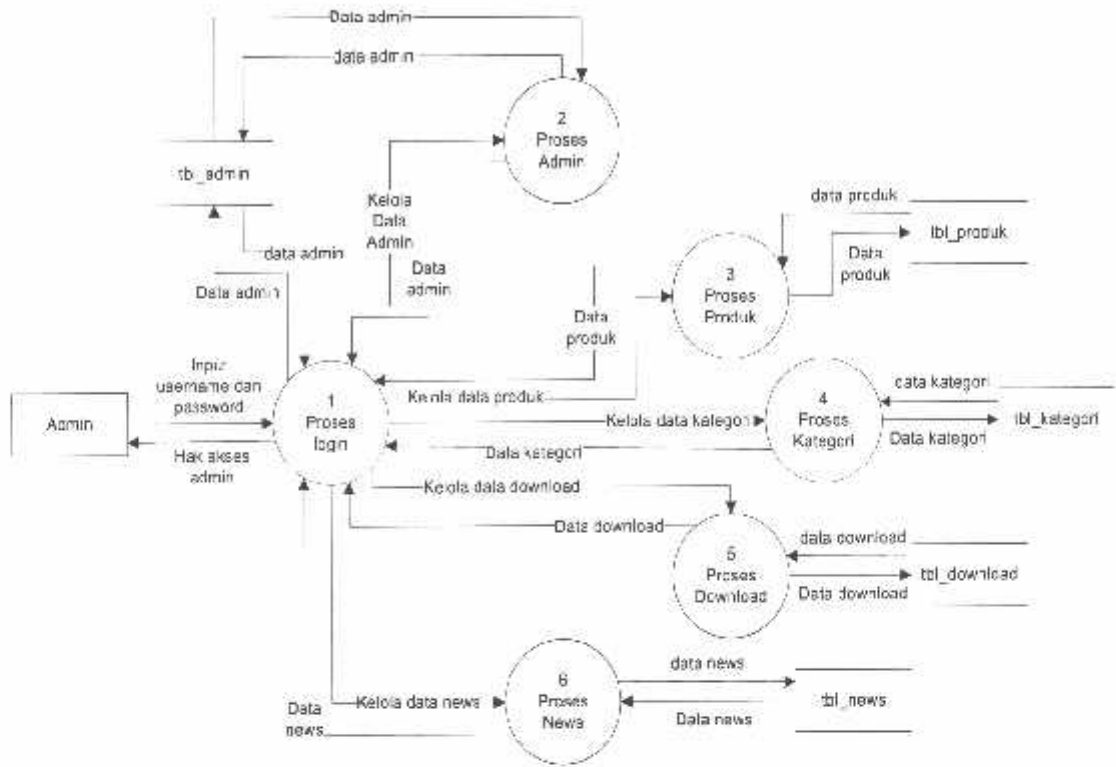 Data admin
data admin
2
Proses
Admin
tb_admin
Kelola
Data
Admin
data produk
tbl_produk
data admin
Data
admin
3
Proses
Produk
Data
produk
Data admin
Data
produk
Input
username dan
password
Admin
1
Proses
login
Kelola data produk
data kategori
4
Proses
Kategori
Kelola data kategori
tbl_kategori
Data kategori
Hak akses
admin
Data kategori
Kelola data download
Data download
data download
5
Proses
Download
tbl_download
Data download
data news
6
Proses
News
Kelola data news
tbl_news
Data
news
Data news